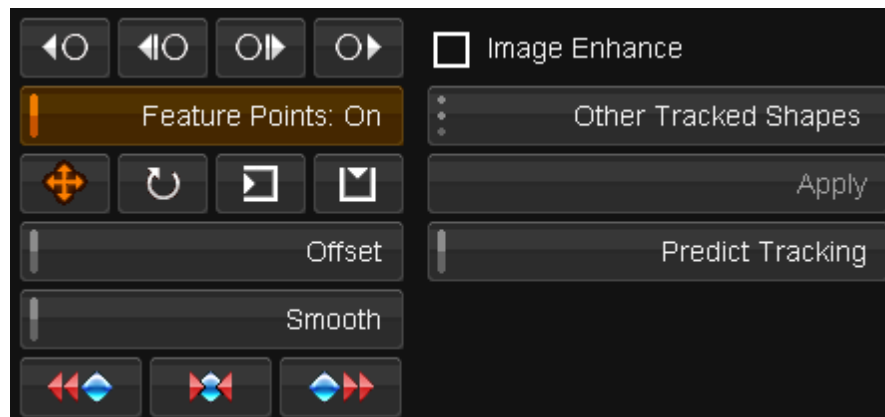 Image Enhance
Feature Points: On
Other Tracked Shapes
Apply
Offset
Predict Tracking
Smooth